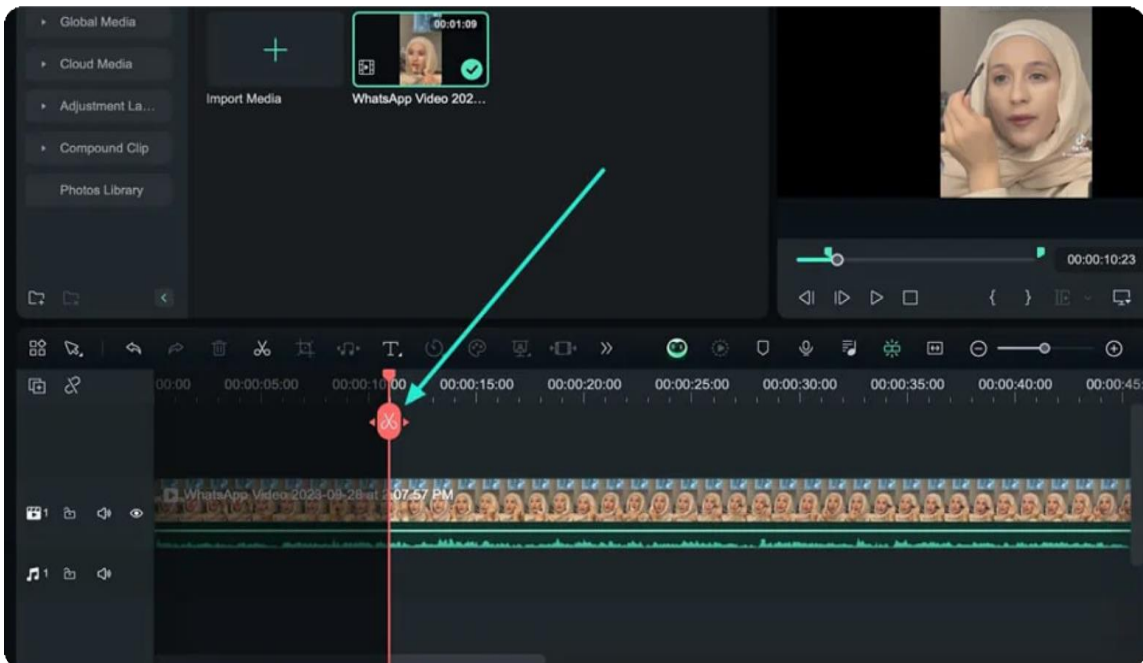 Global Media
Cloud Media
Adjustment La...
Compound Clip
Photos Library
Import Media
00:01:09
WhatsApp Video 202...
00:00:10:23
00:00
00:00:05:00
00:00:10:00
00:00:15:00
00:00:20:00
00:00:25:00
00:00:30:00
00:00:35:00
00:00:40:00
00:00:45:
WhatsApp Video 2023-09-28 at 2:07:57 PM
1
1